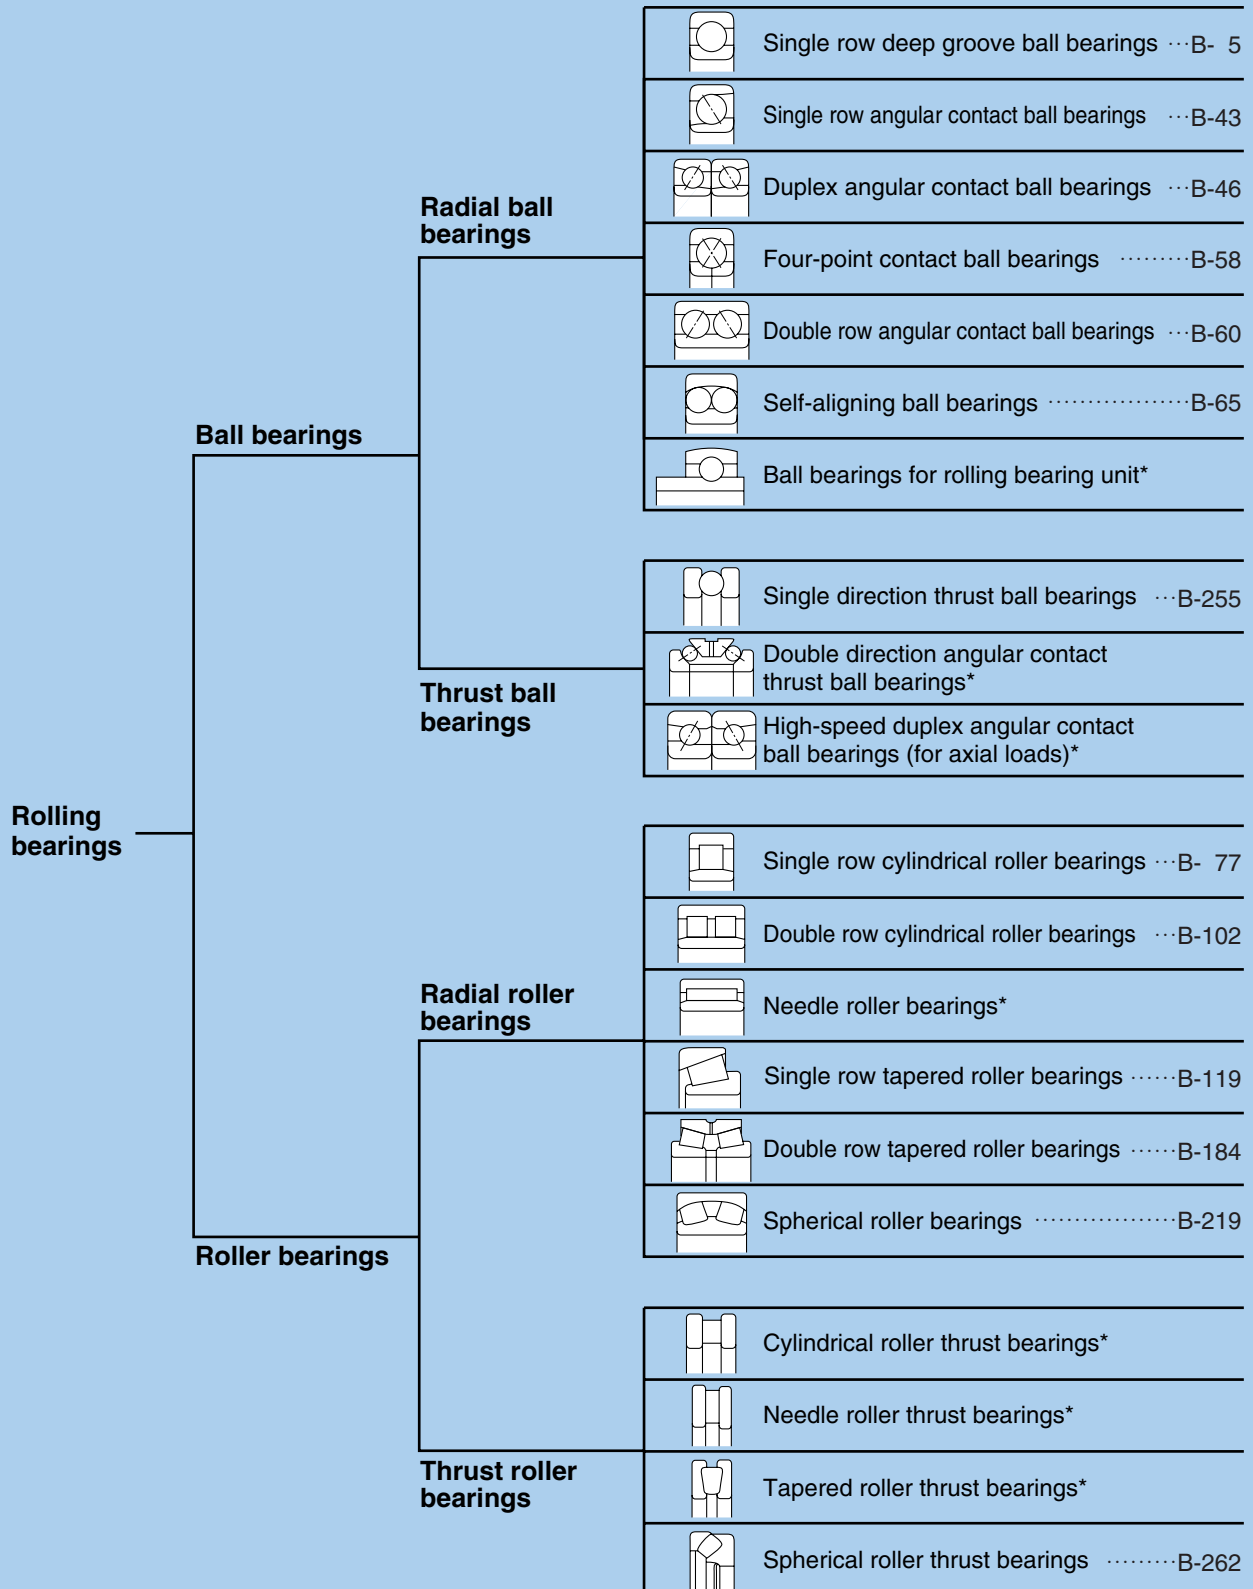 Rolling
bearings
Ball bearings
Radial ball
bearings
Single row deep groove ball bearings ···B- 5
Single row angular contact ball bearings ···B-43
Duplex angular contact ball bearings ···B-46
Four-point contact ball bearings ·········B-58
Double row angular contact ball bearings ···B-60
Self-aligning ball bearings ··················B-65
Ball bearings for rolling bearing unit*
Thrust ball
bearings
Single direction thrust ball bearings ···B-255
Double direction angular contact
thrust ball bearings*
High-speed duplex angular contact
ball bearings (for axial loads)*
Roller bearings
Radial roller
bearings
Single row cylindrical roller bearings ···B- 77
Double row cylindrical roller bearings ···B-102
Needle roller bearings*
Single row tapered roller bearings ······B-119
Double row tapered roller bearings ······B-184
Spherical roller bearings ··················B-219
Thrust roller
bearings
Cylindrical roller thrust bearings*
Needle roller thrust bearings*
Tapered roller thrust bearings*
Spherical roller thrust bearings ·········B-262